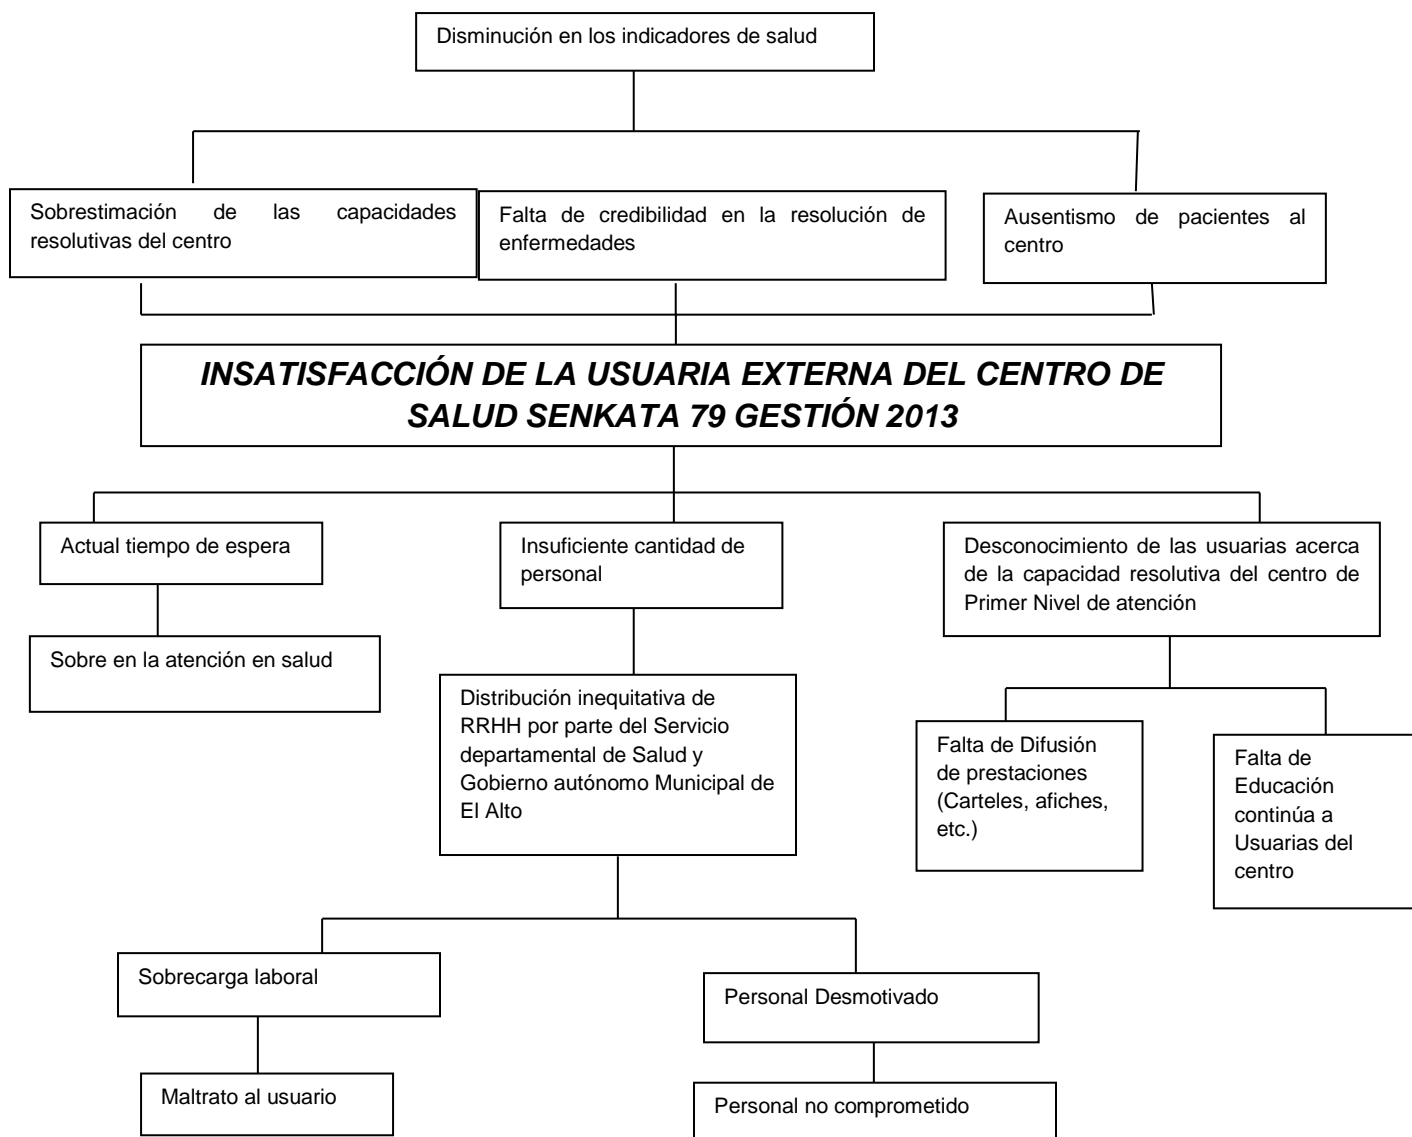 Disminución en los indicadores de salud
Sobrestimación de las capacidades
resolutivas del centro
Falta de credibilidad en la resolución de
enfermedades
Ausentismo de pacientes al
centro
INSATISFACCIÓN DE LA USUARIA EXTERNA DEL CENTRO DE
SALUD SENKATA 79 GESTIÓN 2013
Actual tiempo de espera
Insuficiente cantidad de
personal
Desconocimiento de las usuarias acerca
de la capacidad resolutiva del centro de
Primer Nivel de atención
Sobre en la atención en salud
Distribución inequitativa de
RRHH por parte del Servicio
departamental de Salud y
Gobierno autónomo Municipal de
El Alto
Falta de Difusión
de prestaciones
(Carteles, afiches,
etc.)
Falta de
Educación
continúa a
Usuarias del
centro
Sobrecarga laboral
Personal Desmotivado
Maltrato al usuario
Personal no comprometido